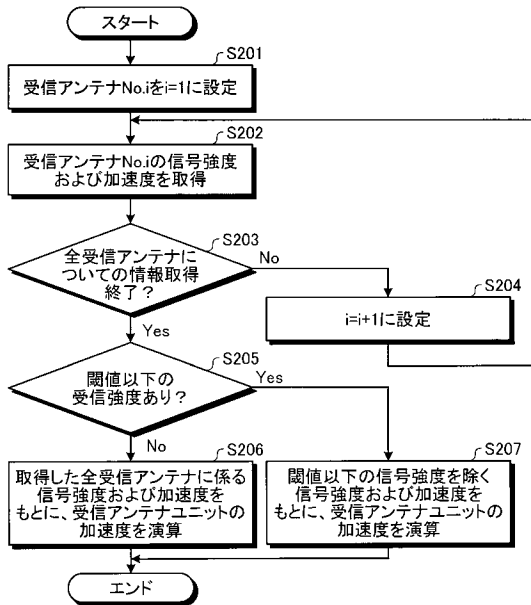 スタート
S201
受信アンテナNo.iをi=1に設定
S202
受信アンテナNo.iの信号強度
および加速度を取得
S203
全受信アンテナに
ついての情報取得
終了？
No
S204
i=i+1に設定
Yes
S205
閾値以下の
受信強度あり？
Yes
No
S206
取得した全受信アンテナに係る
信号強度および加速度を
もとに、受信アンテナユニットの
加速度を演算
S207
閾値以下の信号強度を除く
信号強度および加速度を
もとに、受信アンテナユニットの
加速度を演算
エンド